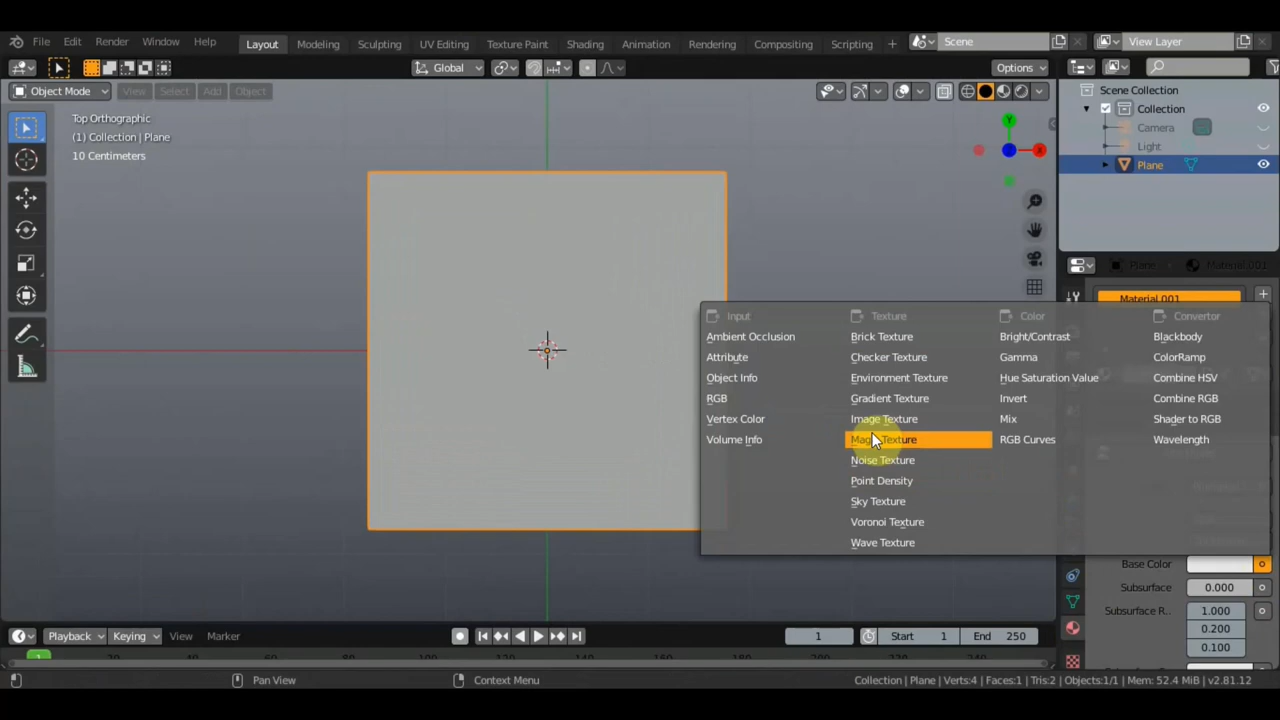 File Edit Render Window Help Layout Modeling Sculpting UV Editing Texture Paint Shading Animation Rendering Compositing Scripting + Scene View Layer
Global Options
Object Mode View Select Add Object
Scene Collection
Collection
Camera
Light
Plane
Top Orthographic
(1) Collection | Plane
10 Centimeters
Y
X
Plane Material.001
Material.001
Input Texture Color Convertor
Ambient Occlusion Brick Texture Bright/Contrast Blackbody
Attribute Checker Texture Gamma ColorRamp
Object Info Environment Texture Hue Saturation Value Combine HSV
RGB Gradient Texture Invert Combine RGB
Vertex Color Image Texture Mix Shader to RGB
Volume Info Texture RGB Curves Wavelength
Noise Texture
Point Density
Sky Texture
Voronoi Texture
Wave Texture
Base Color
Subsurface 0.000
Subsurface R.. 1.000
0.200
0.100
Playback Keying View Marker 1 Start 1 End 250
1
Pan View Context Menu Collection | Plane | Verts:4 | Faces:1 | Tris:2 | Objects:1/1 | Mem: 52.4 MiB | v2.81.12